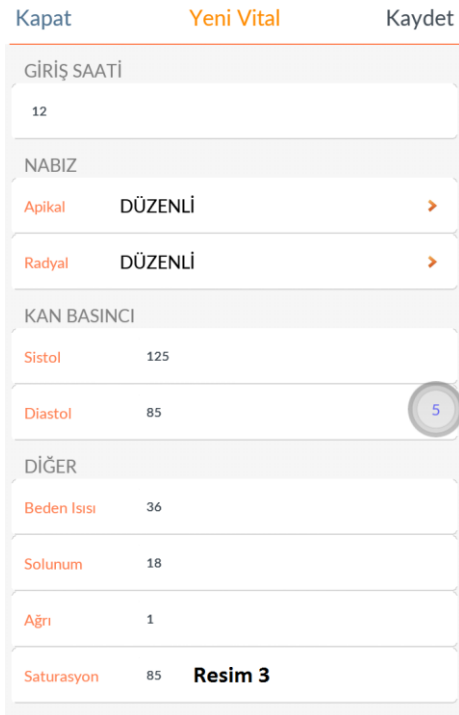 Kapat Yeni Vital Kaydet
GİRİŞ SAATİ
12
NABIZ
Apikal DÜZENLİ
Radyal DÜZENLİ
KAN BASINCI
Sistol 125
Diastol 85 5
DİĞER
Beden Isısı 36
Solunum 18
Ağrı 1
Saturasyon 85 Resim 3